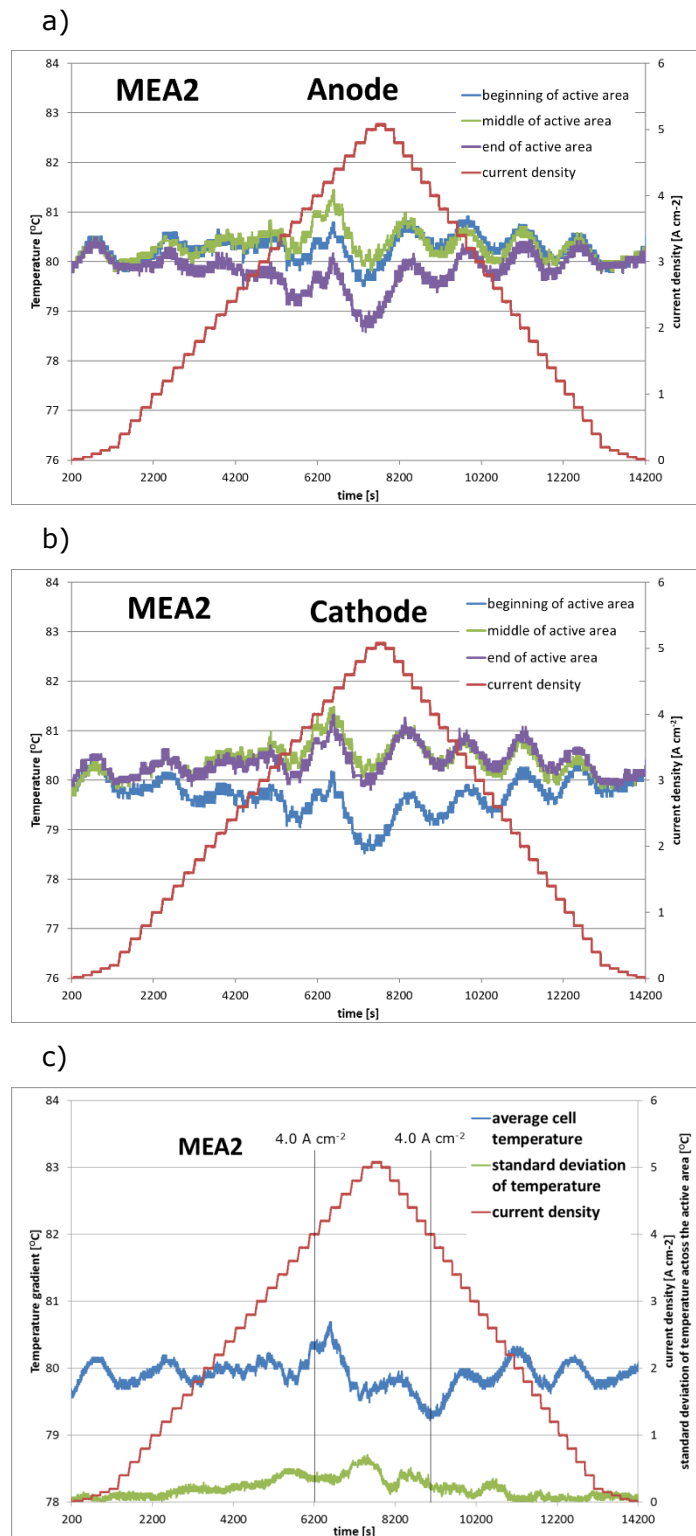 a)
MEA2
Anode
beginning of active area
middle of active area
end of active area
current density
84
83
82
81
80
79
78
77
76
Temperature [ᴼC]
6
5
4
3
2
1
0
current density [A cm-2]
200
2200
4200
6200
8200
10200
12200
14200
time [s]
b)
MEA2
Cathode
beginning of active area
middle of active area
end of active area
current density
84
83
82
81
80
79
78
77
76
Temperature [ᴼC]
6
5
4
3
2
1
0
current density [A cm⁻²]
200
2200
4200
6200
8200
10200
12200
14200
time [s]
c)
MEA2
4.0 A cm⁻²
4.0 A cm⁻²
average cell
temperature
standard deviation
of temperature
current density
84
83
82
81
80
79
78
Temperature gradient [ᴼC]
6
5
4
3
2
1
0
current density [A cm-2]
standard deviation of temperature actoss the active area [ᴼC]
200
2200
4200
6200
8200
10200
12200
14200
time [s]